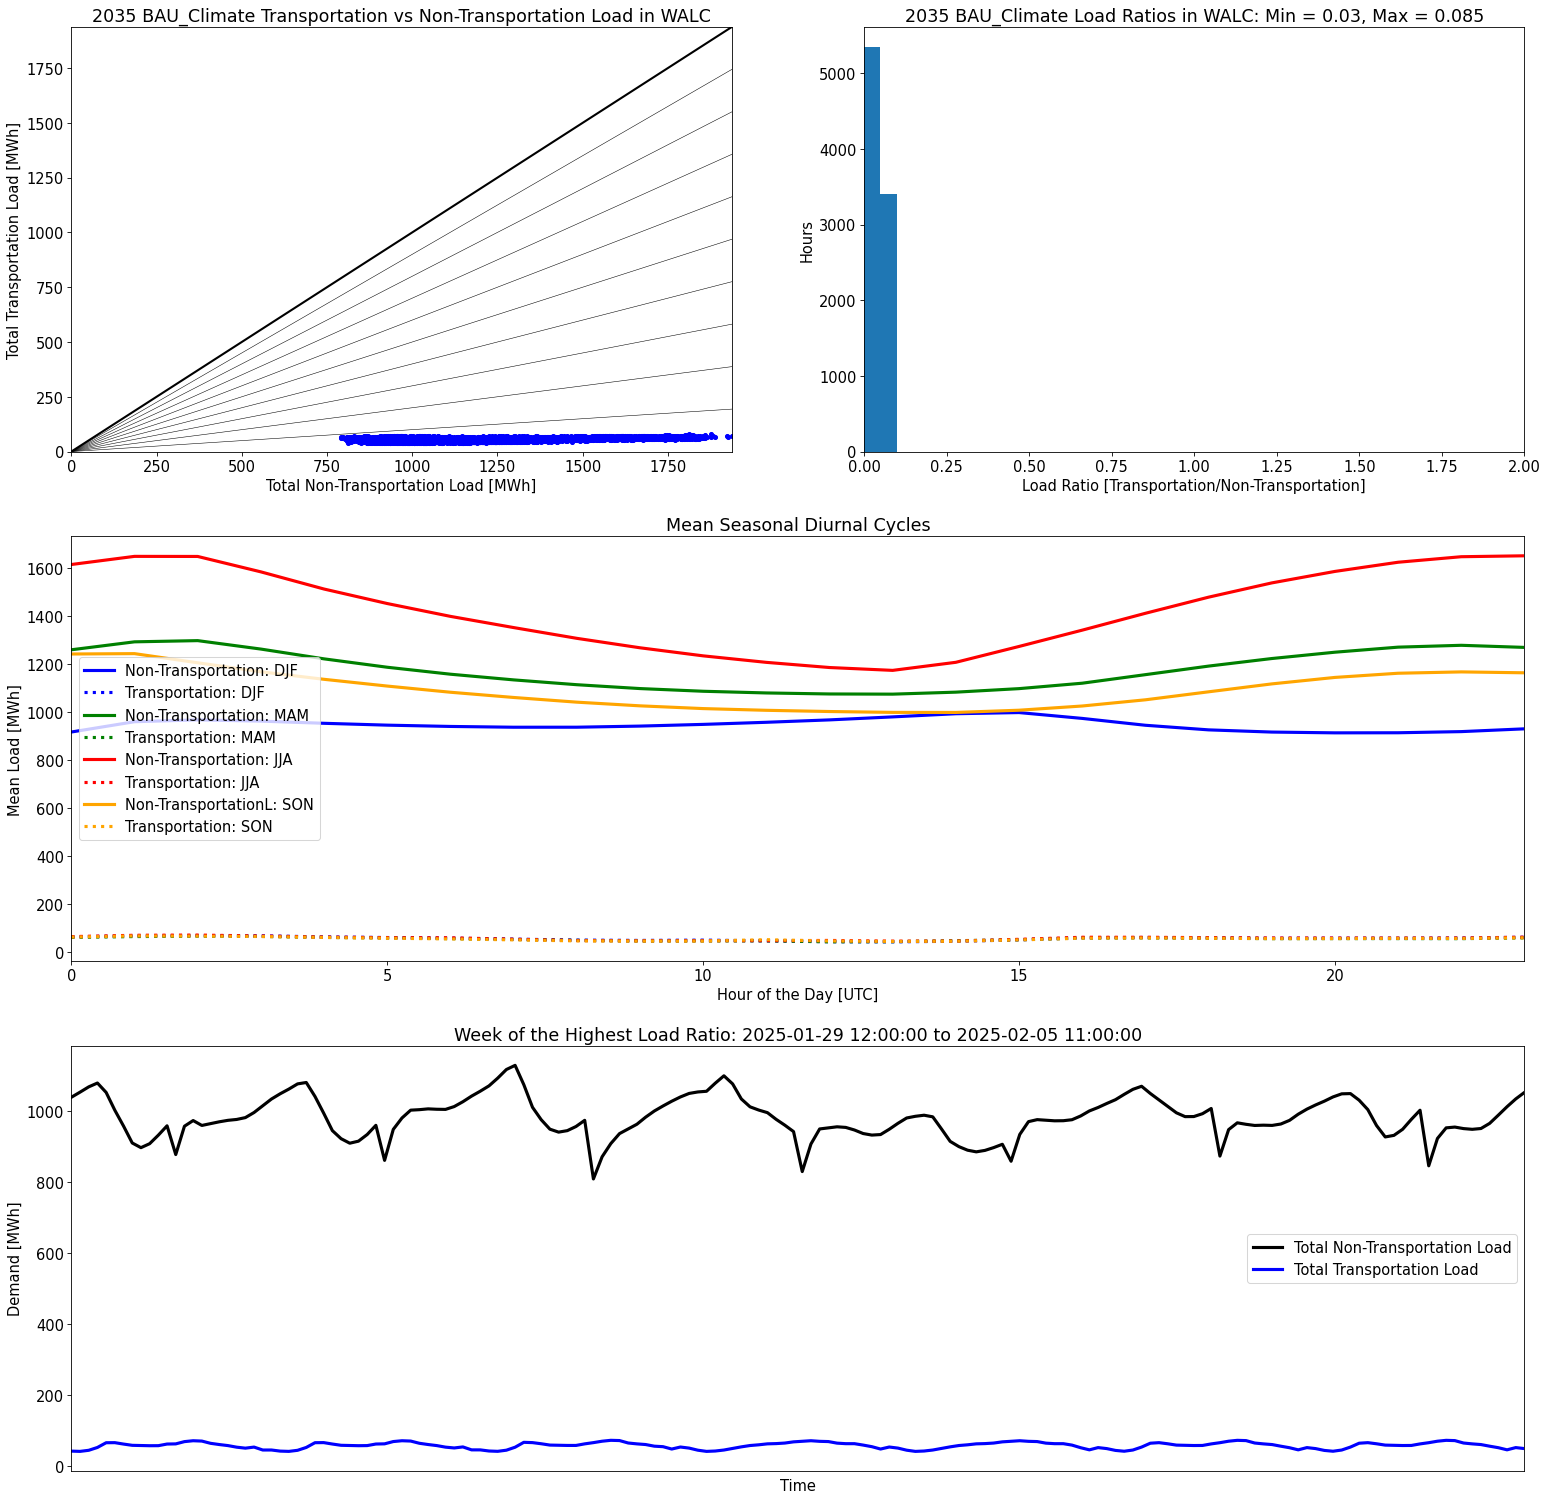 2035 BAU_Climate Transportation vs Non-Transportation Load in WALC
Total Transportation Load [MWh]
1750
1500
1250
1000
750
500
250
0
0 250 500 750 1000 1250 1500 1750
Total Non-Transportation Load [MWh]
2035 BAU_Climate Load Ratios in WALC: Min = 0.03, Max = 0.085
Hours
5000
4000
3000
2000
1000
0
0.00 0.25 0.50 0.75 1.00 1.25 1.50 1.75 2.00
Load Ratio [Transportation/Non-Transportation]
Mean Seasonal Diurnal Cycles
Mean Load [MWh]
1600
1400
1200
1000
800
600
400
200
0
Non-Transportation: DJF
Transportation: DJF
Non-Transportation: MAM
Transportation: MAM
Non-Transportation: JJA
Transportation: JJA
Non-TransportationL: SON
Transportation: SON
0 5 10 15 20
Hour of the Day [UTC]
Week of the Highest Load Ratio: 2025-01-29 12:00:00 to 2025-02-05 11:00:00
Demand [MWh]
1000
800
600
400
200
0
Total Non-Transportation Load
Total Transportation Load
Time